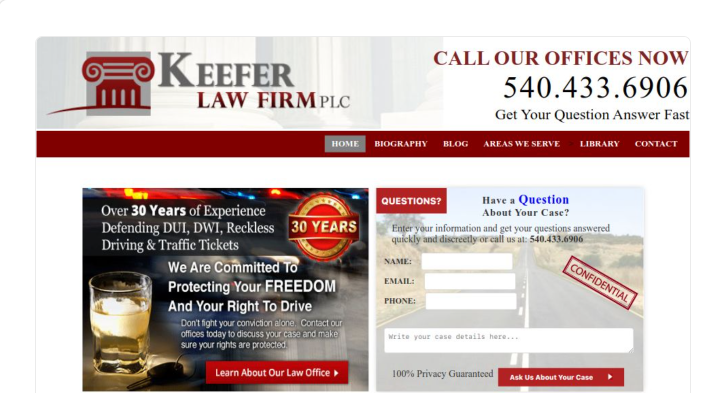 KEEFER
LAW FIRM PLC
CALL OUR OFFICES NOW
540.433.6906
Get Your Question Answer Fast
HOME BIOGRAPHY BLOG AREAS WE SERVE LIBRARY CONTACT
Over 30 Years of Experience
Defending DUI, DWI, Reckless
Driving & Traffic Tickets
30 YEARS
We Are Committed To
Protecting Your FREEDOM
And Your Right To Drive
Don't fight your conviction alone. Contact our
offices today to discuss your case and make
sure your rights are protected.
Learn About Our Law Office
QUESTIONS?
Have a Question
About Your Case?
Enter your information and get your questions answered
quickly and discreetly or call us at: 540.433.6906
NAME:
EMAIL:
PHONE:
CONFIDENTIAL
Write your case details here...
100% Privacy Guaranteed
Ask Us About Your Case